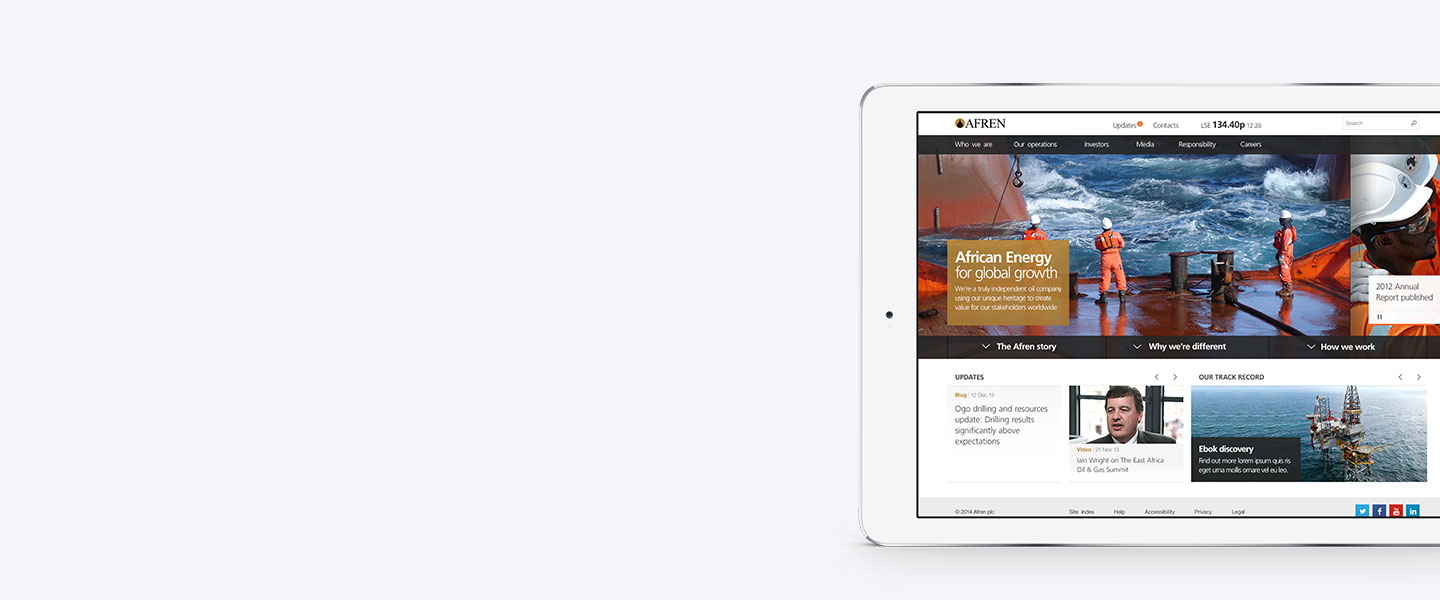 AFREN
Updates 2 Contacts LSE 134.40p 12:28 Search
Who we are Our operations Investors Media Responsibility Careers
African Energy
for global growth
We're a truly independent oil company
using our unique heritage to create
value for our stakeholders worldwide
2012 Annual
Report published
The Afren story Why we're different How we work
UPDATES
Blog | 12 Dec 13
Ogo drilling and resources
update: Drilling results
significantly above
expectations
Video | 21 Nov 13
Iain Wright on The East Africa
Oil & Gas Summit
OUR TRACK RECORD
Ebok discovery
Find out more lorem ipsum quis ris
eget urna mollis ornare vel eu leo.
© 2014 Afren plc Site index Help Accessibility Privacy Legal